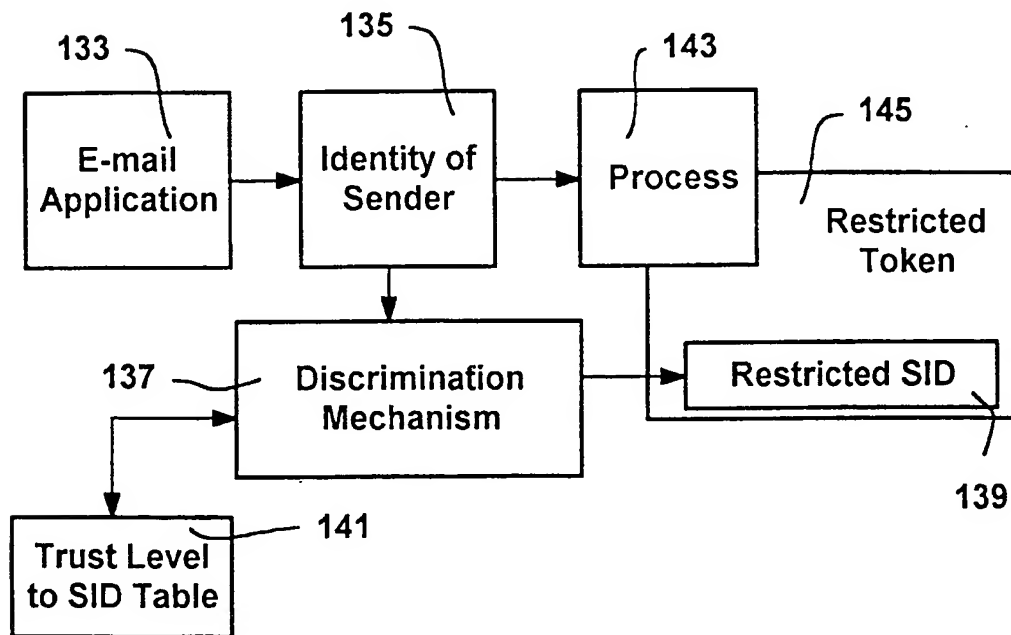 133
135
143
145
E-mail
Application
Identity of
Sender
Process
Restricted
Token
137
Discrimination
Mechanism
Restricted SID
139
141
Trust Level
to SID Table